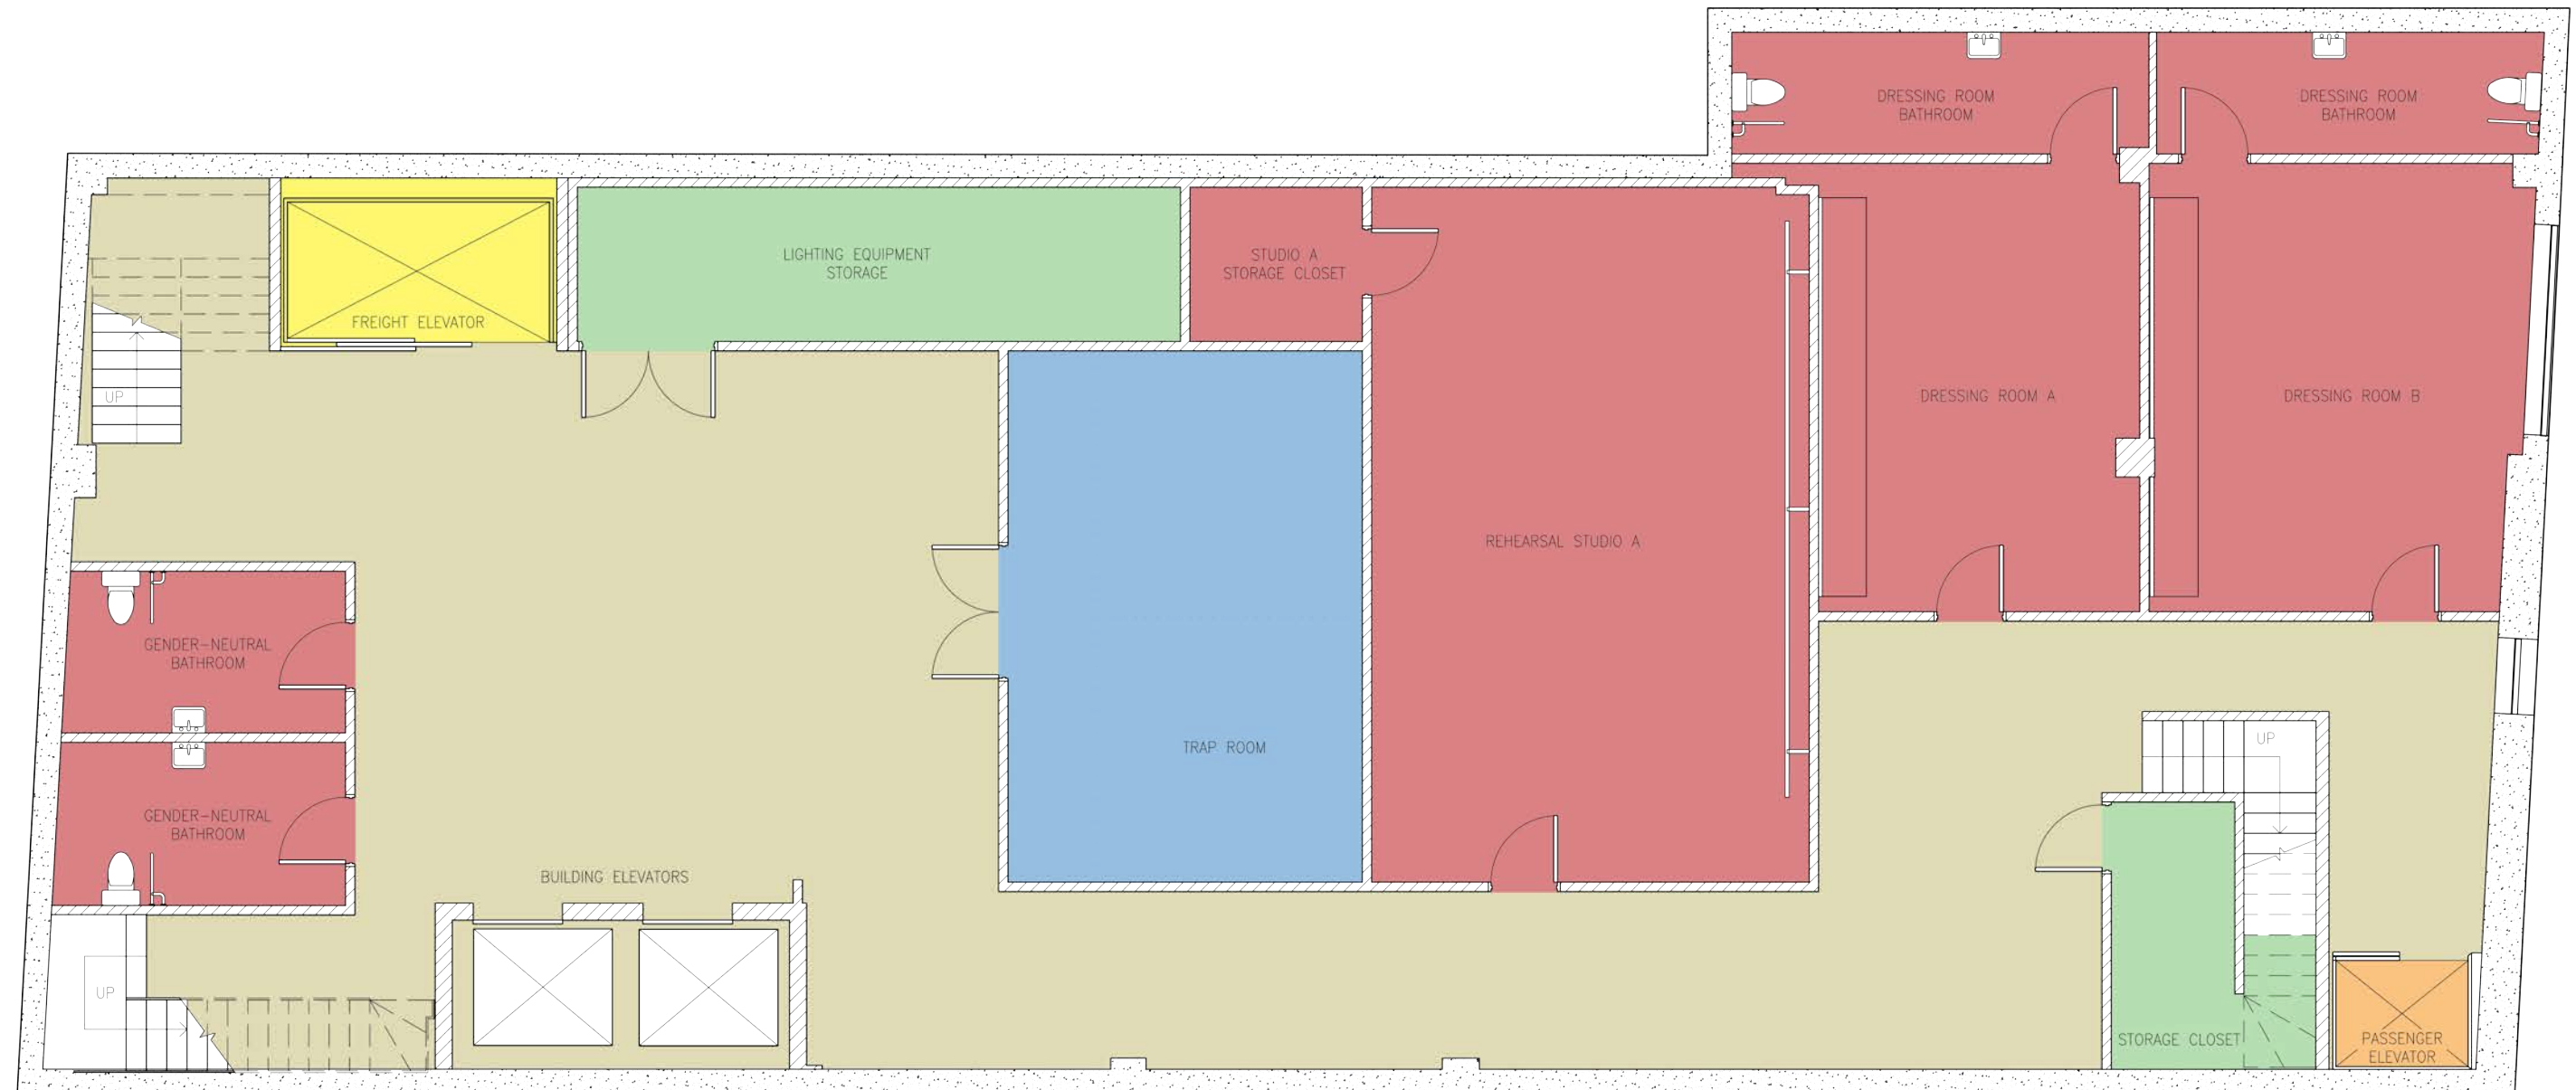 DRESSING ROOM
BATHROOM
DRESSING ROOM
BATHROOM
LIGHTING EQUIPMENT
STORAGE
STUDIO A
STORAGE CLOSET
FREIGHT ELEVATOR
UP
DRESSING ROOM A
DRESSING ROOM B
REHEARSAL STUDIO A
GENDER-NEUTRAL
BATHROOM
TRAP ROOM
UP
GENDER-NEUTRAL
BATHROOM
BUILDING ELEVATORS
UP
STORAGE CLOSET
PASSENGER
ELEVATOR